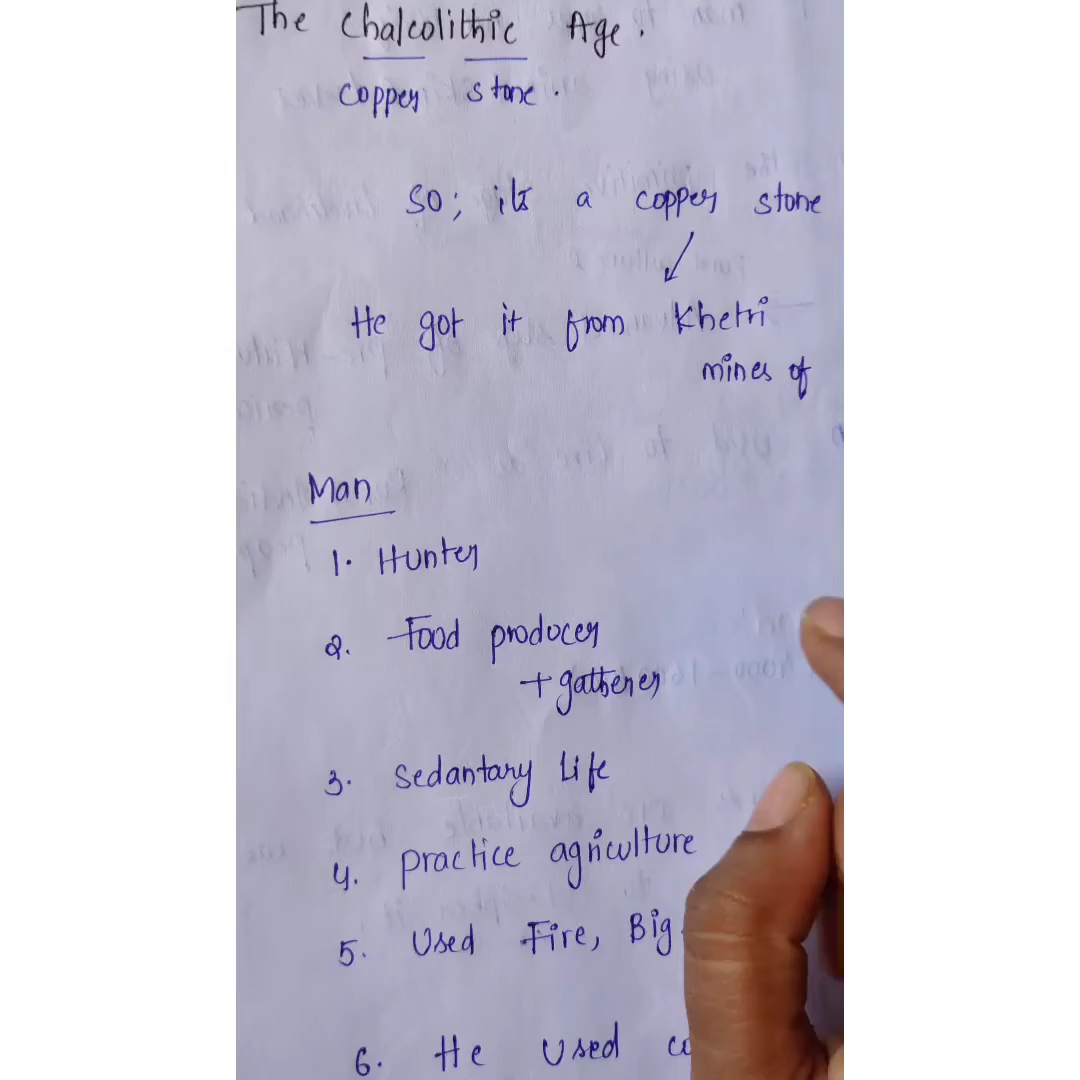 The Chalcolithic Age.
copper stone.
So; its a copper stone
He got it from Khetri
mines of
Man
1. Hunter
2. Food producer
+ gatherer
3. Sedantary Life
4. practice agriculture
5. Used Fire, Big
6. He Used